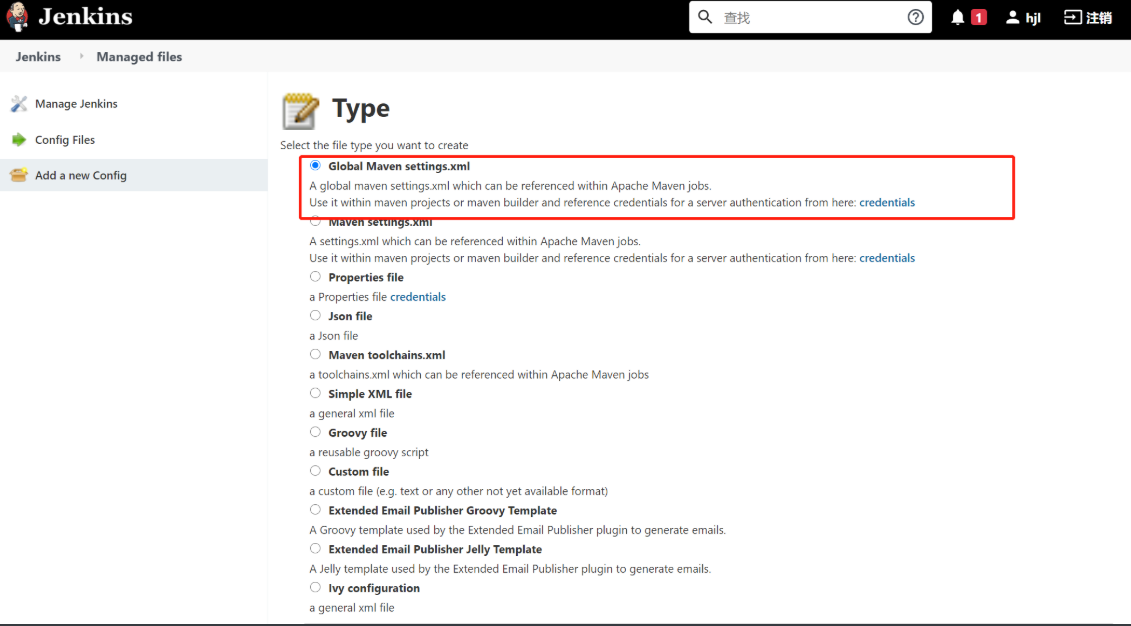 Jenkins
查找
1
hjl
注销
Jenkins
Managed files
Manage Jenkins
Config Files
Add a new Config
Type
Select the file type you want to create
Global Maven settings.xml
A global maven settings.xml which can be referenced within Apache Maven jobs.
Use it within maven projects or maven builder and reference credentials for a server authentication from here: credentials
Maven settings.xml
A settings.xml which can be referenced within Apache Maven jobs.
Use it within maven projects or maven builder and reference credentials for a server authentication from here: credentials
Properties file
a Properties file credentials
Json file
a Json file
Maven toolchains.xml
a toolchains.xml which can be referenced within Apache Maven jobs
Simple XML file
a general xml file
Groovy file
a reusable groovy script
Custom file
a custom file (e.g. text or any other not yet available format)
Extended Email Publisher Groovy Template
A Groovy template used by the Extended Email Publisher plugin to generate emails.
Extended Email Publisher Jelly Template
A Jelly template used by the Extended Email Publisher plugin to generate emails.
Ivy configuration
a general xml file